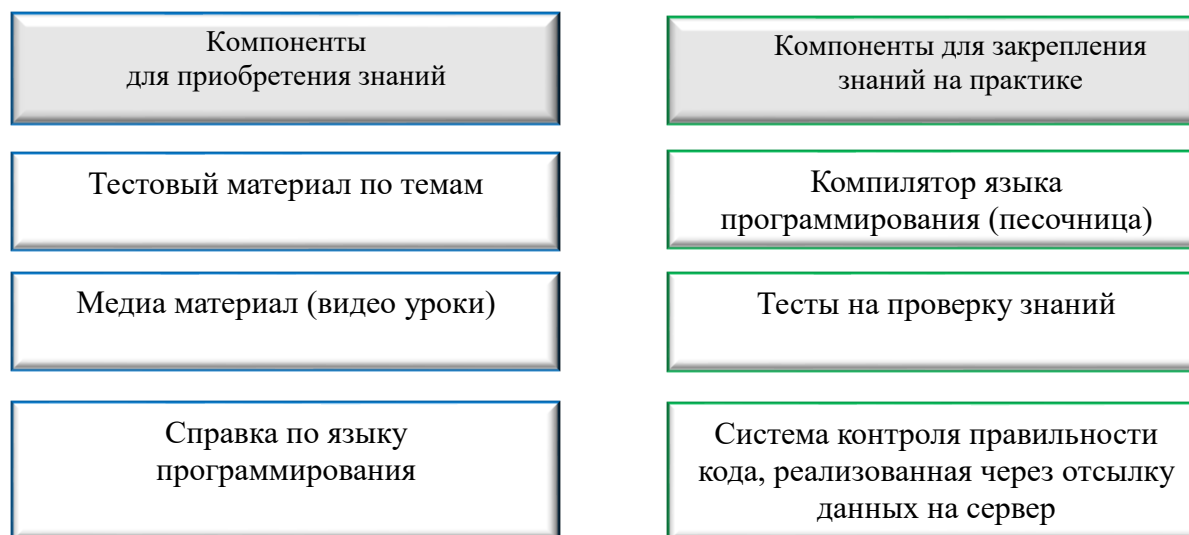 Компоненты
для приобретения знаний
Тестовый материал по темам
Медиа материал (видео уроки)
Справка по языку
программирования
Компоненты для закрепления
знаний на практике
Компилятор языка
программирования (песочница)
Тесты на проверку знаний
Система контроля правильности
кода, реализованная через отсылку
данных на сервер